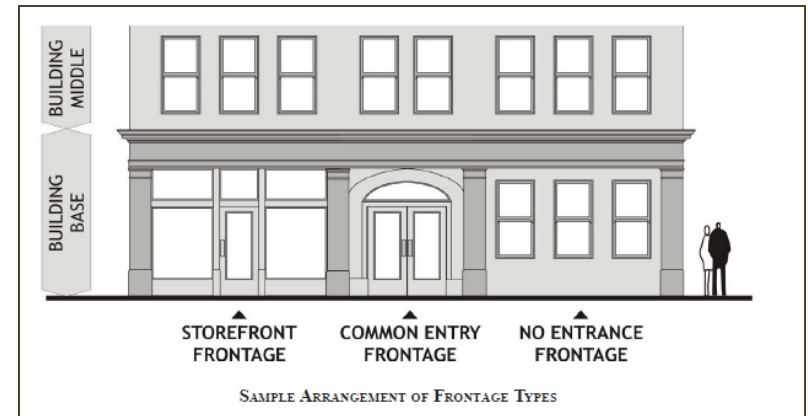 BUILDING
MIDDLE
BUILDING
BASE
STOREFRONT
FRONTAGE
COMMON ENTRY
FRONTAGE
NO ENTRANCE
FRONTAGE
SAMPLE ARRANGEMENT OF FRONTAGE TYPES